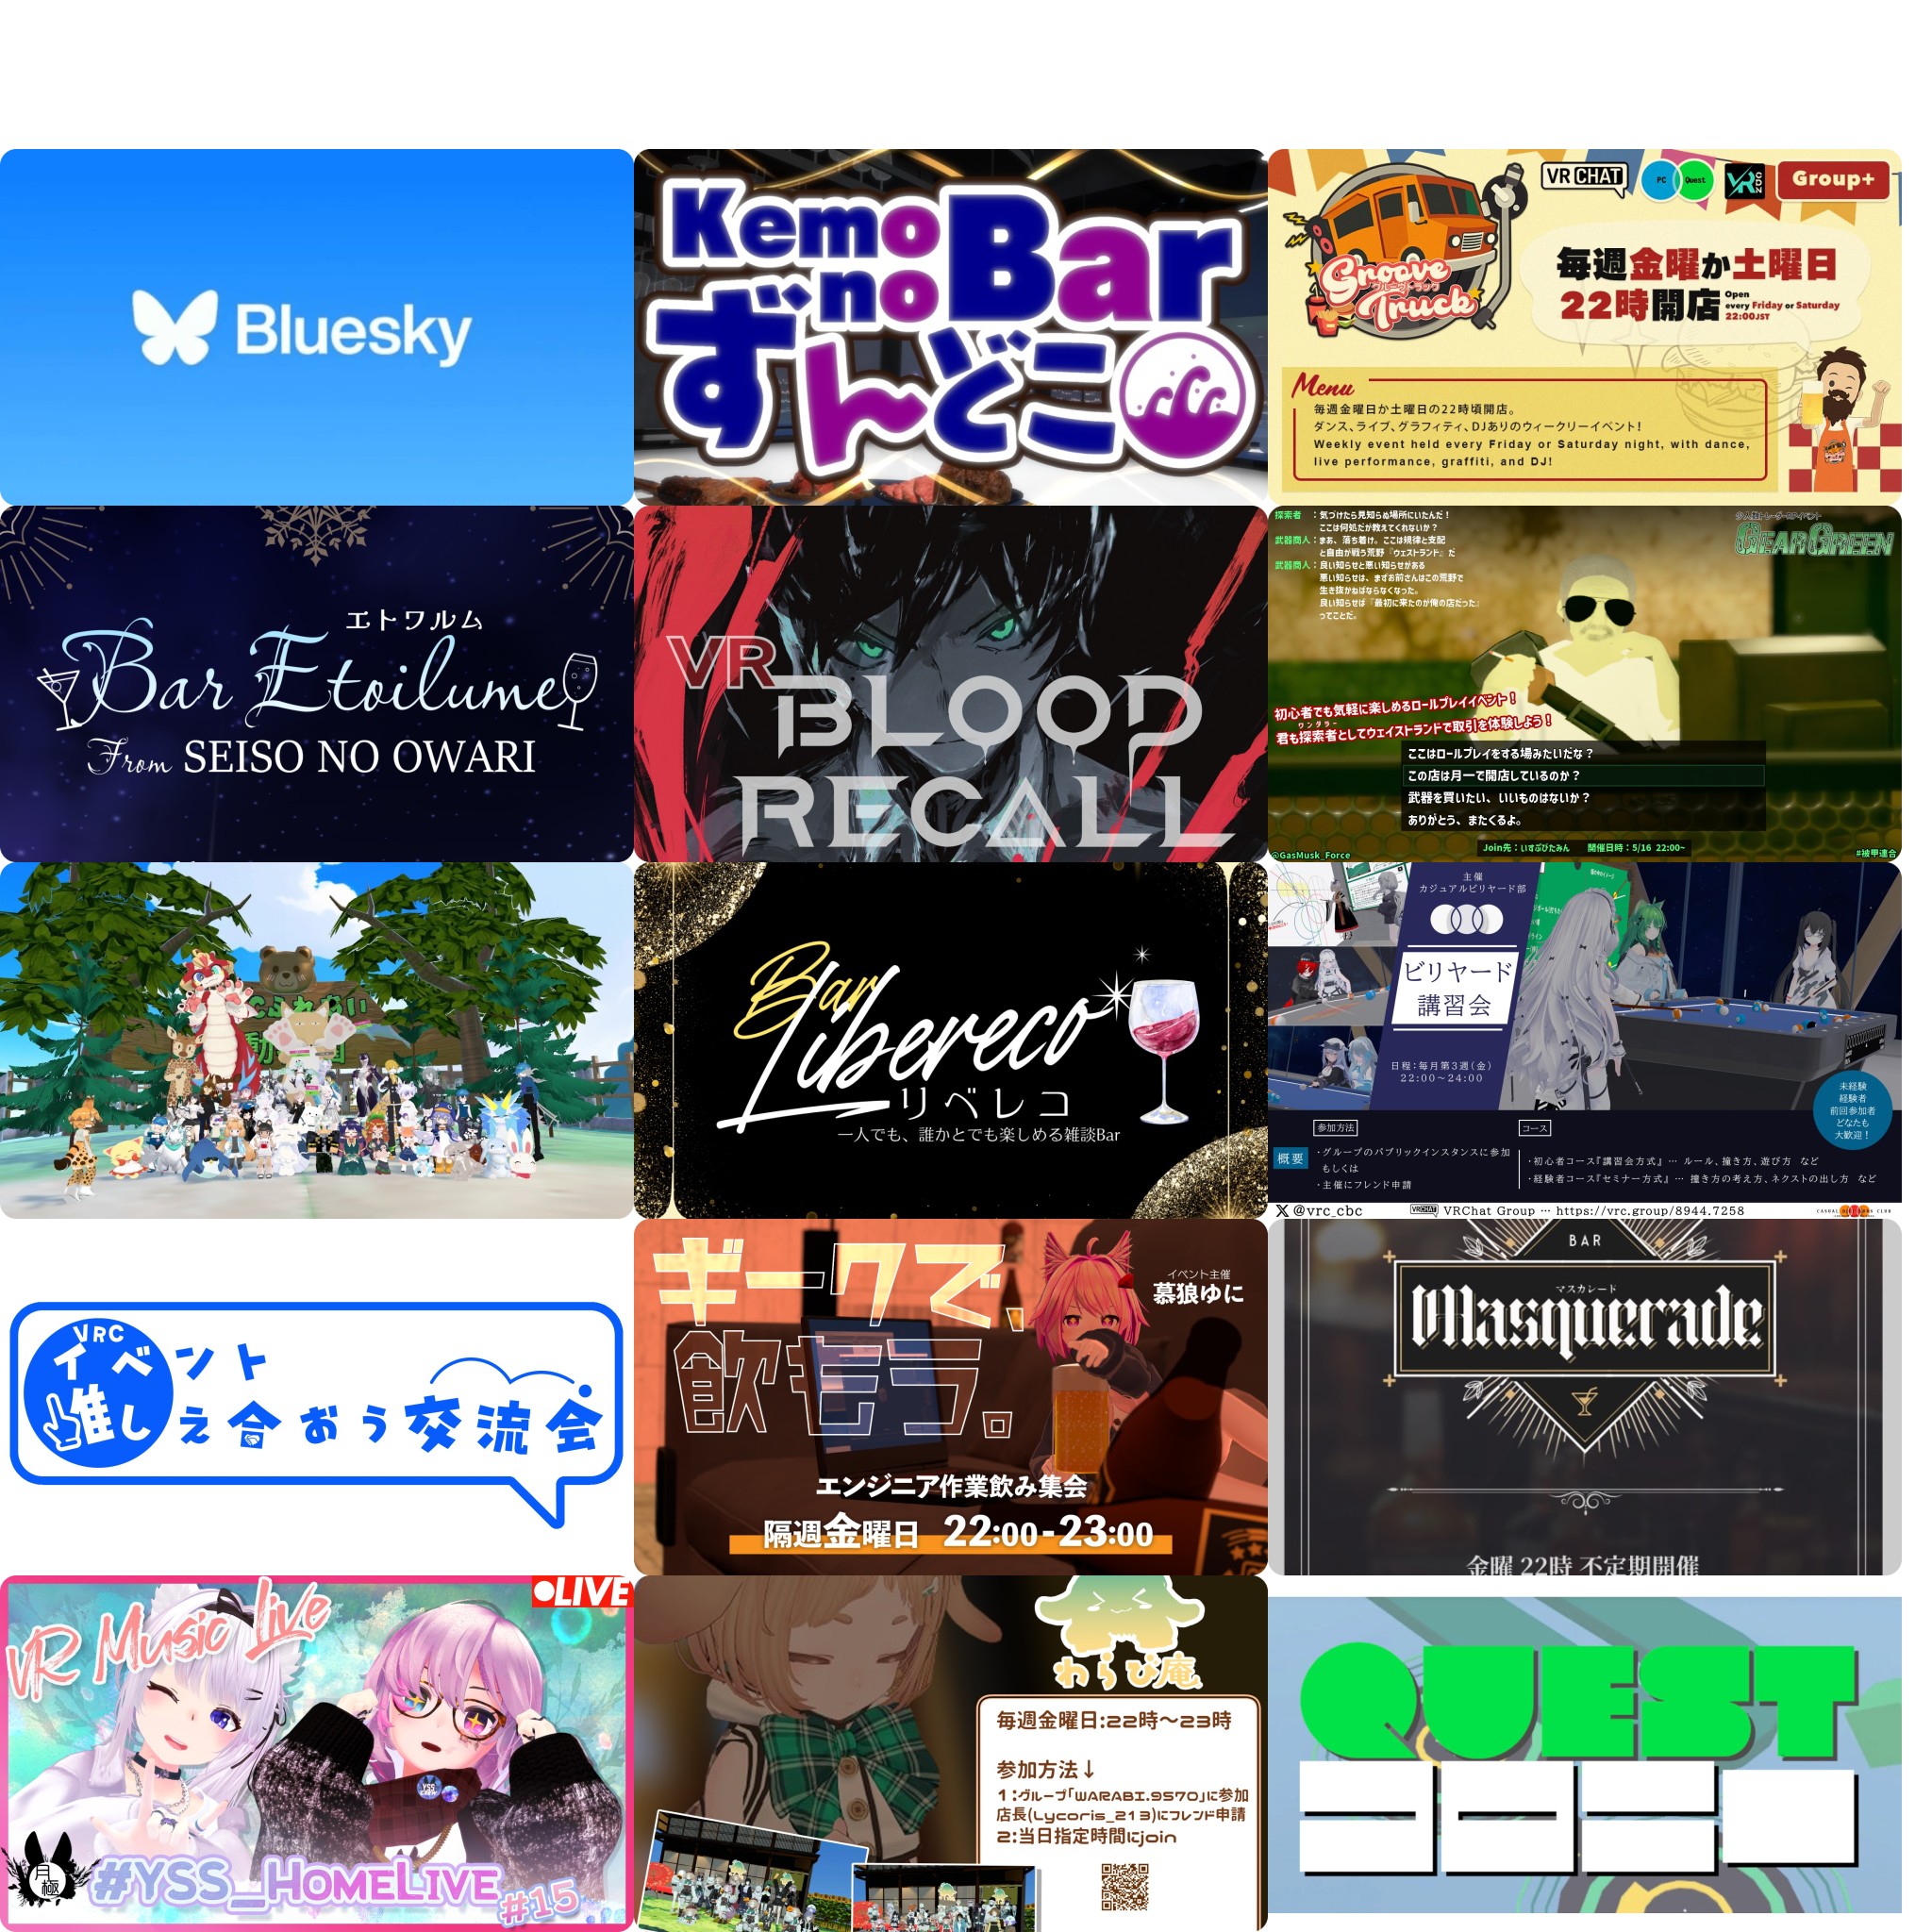 Bluesky
Kemono Bar
ずんどこ
Groove
グルーヴトラック
Truck
VRCHAT
PC
Quest
VR
ZOO
Group+
毎週金曜か土曜日
22時開店
Open
every Friday or Saturday
22:00JST
Menu
毎週金曜日か土曜日の22時頃開店。
ダンス、ライブ、グラフィティ、DJありのウィークリーイベント!
Weekly event held every Friday or Saturday night, with dance,
live performance, graffiti, and DJ!
エトワルム
Bar Etoilume
From SEISO NO OWARI
VR
BLOOD
RECALL
探索者 :気づけたら見知らぬ場所にいたんだ!
ここは何処だか教えてくれないか?
武器商人:まあ、落ち着け。ここは規律と支配
と自由が戦う荒野『ウェストランド』だ
武器商人:良い知らせと悪い知らせがある
悪い知らせは、まずお前さんはこの荒野で
生き抜かねばならなくなった。
良い知らせば『最初に来たのが俺の店だった』
ってことだ。
GEARGREEN
初心者でも気軽に楽しめるロールプレイイベント!
ワンダラー
君も探索者としてウェイストランドで取引を体験しよう!
ここはロールプレイをする場みたいだな?
この店は月一で開店しているのか?
武器を買いたい、いいものはないか?
ありがとう、またくるよ。
Join先:いすぷぴたみん 開催日時:5/16 22:00~
@GasMusk_Force
#被甲連合
Bar
Libereco
リベレコ
一人でも、誰かとでも楽しめる雑談Bar
主催
カジュアルビリヤード部
ビリヤード
講習会
日程:毎月第3週(金)
22:00~24:00
未経験
経験者
前回参加者
どなたも
大歓迎!
参加方法
コース
概要
・グループのパブリックインスタンスに参加
もしくは
・主催にフレンド申請
・初心者コース『講習会方式』 … ルール、撞き方、遊び方 など
・経験者コース『セミナー方式』 … 撞き方の考え方、ネクストの出し方 など
X @vrc_cbc
VRCHAT VRChat Group … https://vrc.group/8944.7258
VRC
イベント
推し え合おう交流会
ギークで、
飲もう。
イベント主催
慕狼ゆに
エンジニア作業飲み集会
隔週金曜日 22:00-23:00
BAR
マスカレード
Masquerade
金曜 22時 不定期開催
LIVE
VR Music Live
YSS
月極
#YSS_HOMELIVE
#15
わらび庵
毎週金曜日:22時~23時
参加方法↓
1:グループ「WARABI.9570」に参加
店長(Lycoris_213)にフレンド申請
2:当日指定時間にjoin
QUEST